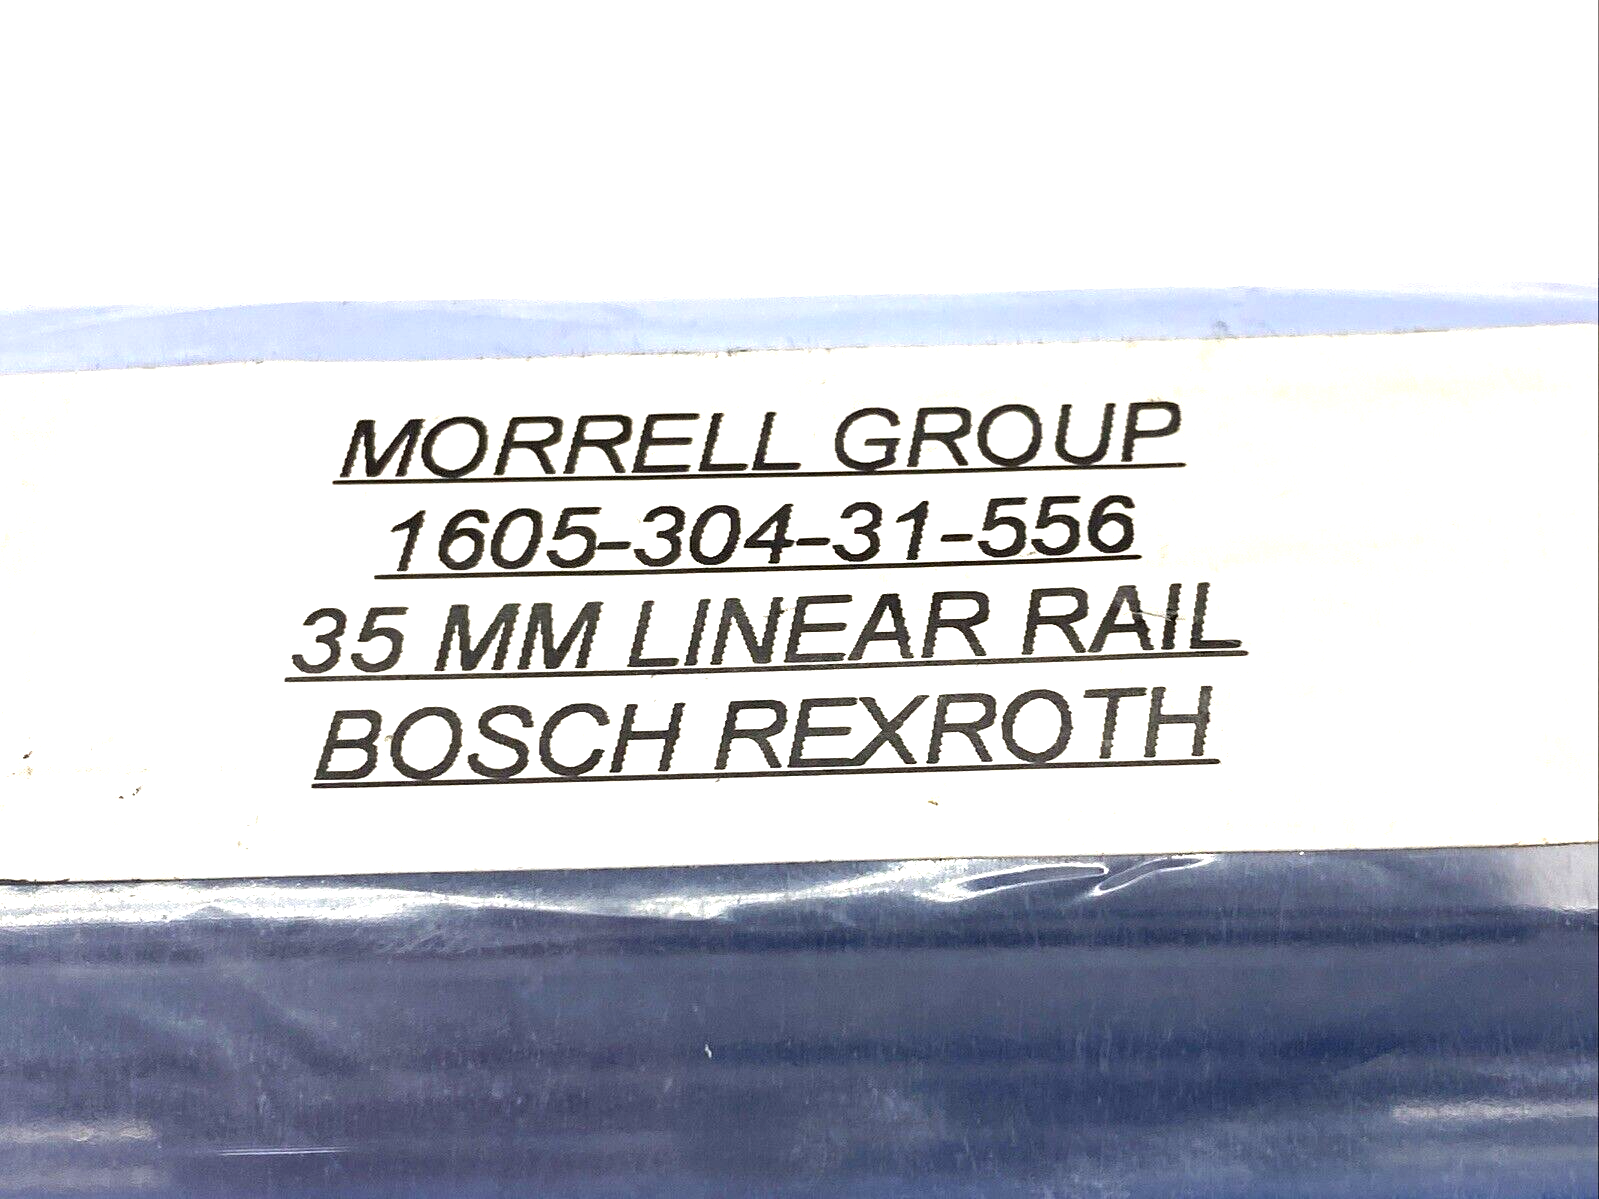 MORRELL GROUP
1605-304-31-556
35 MM LINEAR RAIL
BOSCH REXROTH